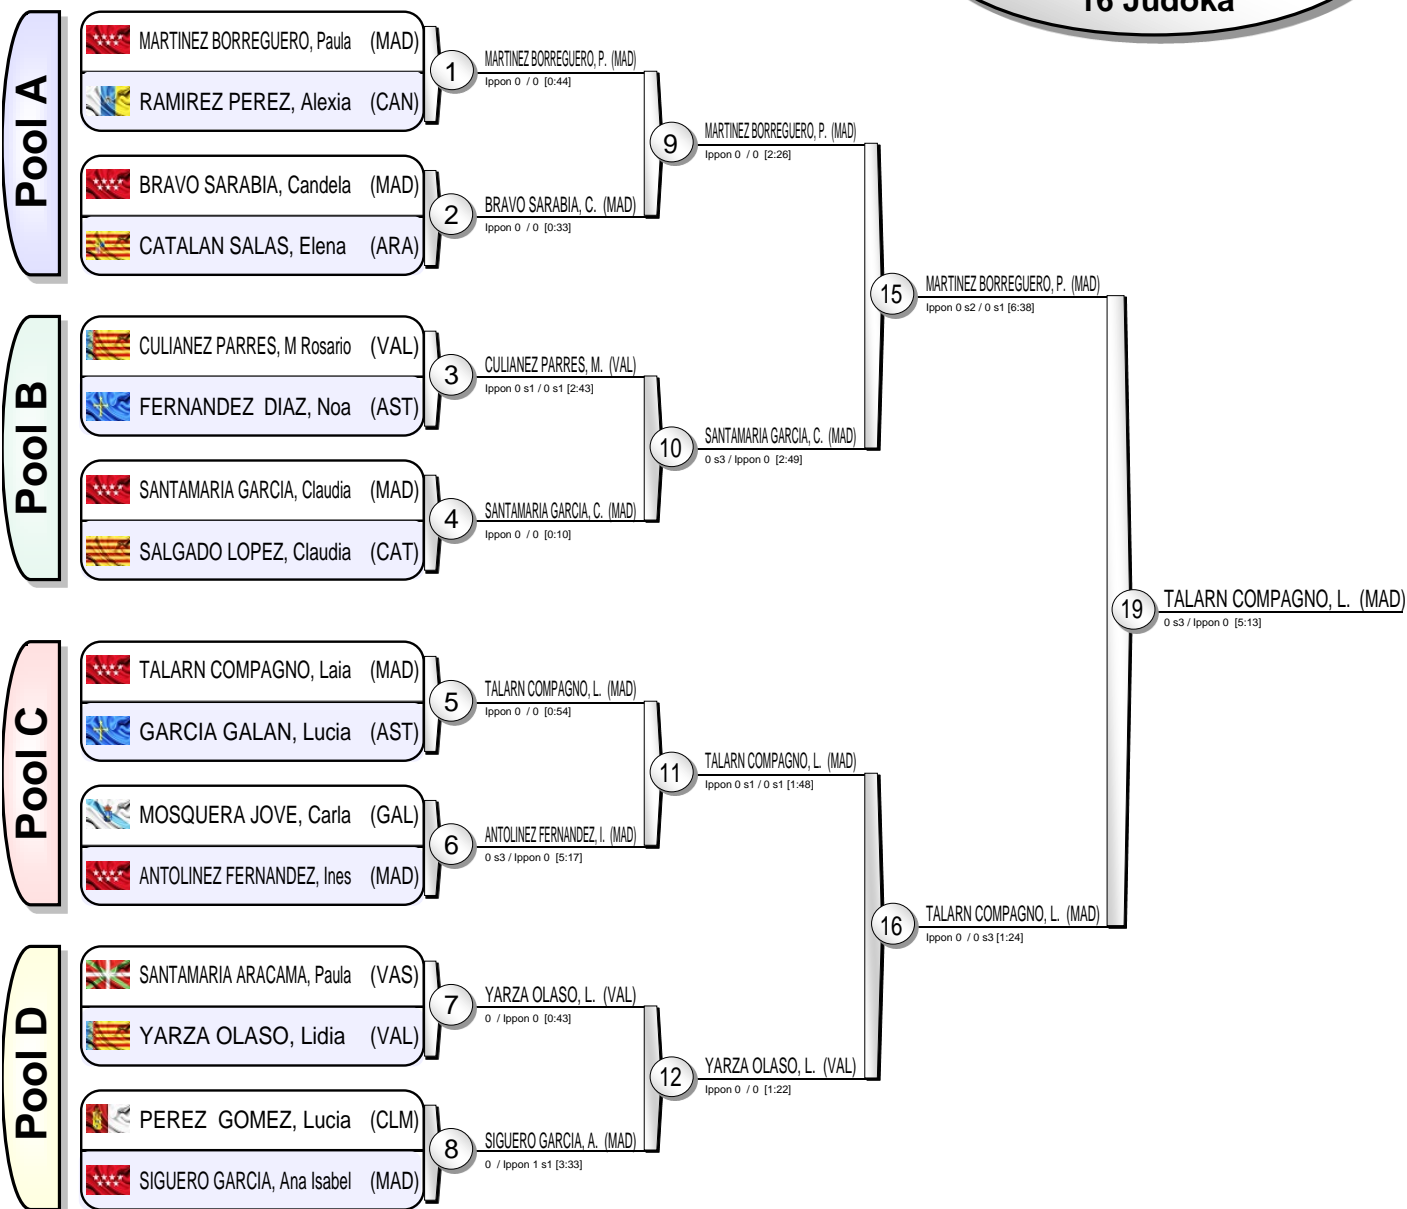 16 Judoka
Pool A
MARTINEZ BORREGUERO, Paula (MAD)
RAMIREZ PEREZ, Alexia (CAN)
1
MARTINEZ BORREGUERO, P. (MAD)
Ippon 0 / 0 [0:44]
BRAVO SARABIA, Candela (MAD)
CATALAN SALAS, Elena (ARA)
2
BRAVO SARABIA, C. (MAD)
Ippon 0 / 0 [0:33]
9
MARTINEZ BORREGUERO, P. (MAD)
Ippon 0 / 0 [2:26]
Pool B
CULIANEZ PARRES, M Rosario (VAL)
FERNANDEZ DIAZ, Noa (AST)
3
CULIANEZ PARRES, M. (VAL)
Ippon 0 s1 / 0 s1 [2:43]
SANTAMARIA GARCIA, Claudia (MAD)
SALGADO LOPEZ, Claudia (CAT)
4
SANTAMARIA GARCIA, C. (MAD)
Ippon 0 / 0 [0:10]
10
SANTAMARIA GARCIA, C. (MAD)
0 s3 / Ippon 0 [2:49]
15
MARTINEZ BORREGUERO, P. (MAD)
Ippon 0 s2 / 0 s1 [6:38]
Pool C
TALARN COMPAGNO, Laia (MAD)
GARCIA GALAN, Lucia (AST)
5
TALARN COMPAGNO, L. (MAD)
Ippon 0 / 0 [0:54]
MOSQUERA JOVE, Carla (GAL)
ANTOLINEZ FERNANDEZ, Ines (MAD)
6
ANTOLINEZ FERNANDEZ, I. (MAD)
0 s3 / Ippon 0 [5:17]
11
TALARN COMPAGNO, L. (MAD)
Ippon 0 s1 / 0 s1 [1:48]
Pool D
SANTAMARIA ARACAMA, Paula (VAS)
YARZA OLASO, Lidia (VAL)
7
YARZA OLASO, L. (VAL)
0 / Ippon 0 [0:43]
PEREZ GOMEZ, Lucia (CLM)
SIGUERO GARCIA, Ana Isabel (MAD)
8
SIGUERO GARCIA, A. (MAD)
0 / Ippon 1 s1 [3:33]
12
YARZA OLASO, L. (VAL)
Ippon 0 / 0 [1:22]
16
TALARN COMPAGNO, L. (MAD)
Ippon 0 / 0 s3 [1:24]
19
TALARN COMPAGNO, L. (MAD)
0 s3 / Ippon 0 [5:13]